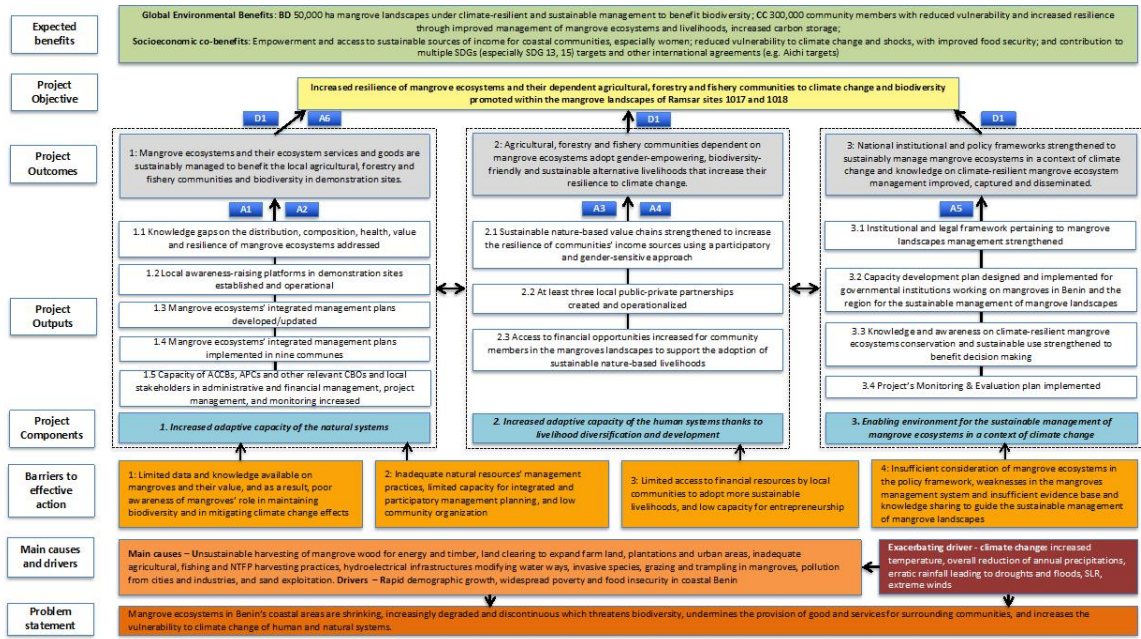 Expected
benefits
Global Environmental Benefits: BD 50,000 ha mangrove landscapes under climate-resilient and sustainable management to benefit biodiversity; CC 300,000 community members with reduced vulnerability and increased resilience
through improved management of mangrove ecosystems and livelihoods, increased carbon storage;
Socioeconomic co-benefits: Empowerment and access to sustainable sources of income for coastal communities, especially women; reduced vulnerability to climate change and shocks, with improved food security; and contribution to
multiple SDGs (especially SDG 13, 15) targets and other international agreements (e.g. Aichi targets)
Project
Objective
Increased resilience of mangrove ecosystems and their dependent agricultural, forestry and fishery communities to climate change and biodiversity
promoted within the mangrove landscapes of Ramsar sites 1017 and 1018
D1
A6
D1
D1
Project
Outcomes
1: Mangrove ecosystems and their ecosystem services and goods are
sustainably managed to benefit the local agricultural, forestry and
fishery communities and biodiversity in demonstration sites.
2: Agricultural, forestry and fishery communities dependent on
mangrove ecosystems adopt gender-empowering, biodiversity-
friendly and sustainable alternative livelihoods that increase their
resilience to climate change.
3: National institutional and policy frameworks strengthened to
sustainably manage mangrove ecosystems in a context of climate
change and knowledge on climate-resilient mangrove ecosystem
management improved, captured and disseminated.
A1
A2
A3
A4
A5
Project
Outputs
1.1 Knowledge gaps on the distribution, composition, health, value
and resilience of mangrove ecosystems addressed
1.2 Local awareness-raising platforms in demonstration sites
established and operational
1.3 Mangrove ecosystems' integrated management plans
developed/updated
1.4 Mangrove ecosystems' integrated management plans
implemented in nine communes
1.5 Capacity of ACCBs, APCs and other relevant CBOs and local
stakeholders in administrative and financial management, project
management, and monitoring increased
2.1 Sustainable nature-based value chains strengthened to increase
the resilience of communities' income sources using a participatory
and gender-sensitive approach
2.2 At least three local public-private partnerships
created and operationalized
2.3 Access to financial opportunities increased for community
members in the mangroves landscapes to support the adoption of
sustainable nature-based livelihoods
3.1 Institutional and legal framework pertaining to mangrove
landscapes management strengthened
3.2 Capacity development plan designed and implemented for
governmental institutions working on mangroves in Benin and
the region for the sustainable management of mangrove landscapes
3.3 Knowledge and awareness on climate-resilient mangrove
ecosystems conservation and sustainable use strengthened to
benefit decision making
3.4 Project's Monitoring & Evaluation plan implemented
Project
Components
1. Increased adaptive capacity of the natural systems
2. Increased adaptive capacity of the human systems thanks to
livelihood diversification and development
3. Enabling environment for the sustainable management of
mangrove ecosystems in a context of climate change
Barriers to
effective
action
1: Limited data and knowledge available on
mangroves and their value, and as a result, poor
awareness of mangroves' role in maintaining
biodiversity and in mitigating climate change effects
2: Inadequate natural resources' management
practices, limited capacity for integrated and
participatory management planning, and low
community organization
3: Limited access to financial resources by local
communities to adopt more sustainable
livelihoods, and low capacity for entrepreneurship
4: Insufficient consideration of mangrove ecosystems in
the policy framework, weaknesses in the mangroves
management system and insufficient evidence base and
knowledge sharing to guide the sustainable management
of mangrove landscapes
Main causes
and drivers
Main causes – Unsustainable harvesting of mangrove wood for energy and timber, land clearing to expand farm land, plantations and urban areas, inadequate
agricultural, fishing and NTFP harvesting practices, hydroelectrical infrastructures modifying water ways, invasive species, grazing and trampling in mangroves, pollution
from cities and industries, and sand exploitation. Drivers – Rapid demographic growth, widespread poverty and food insecurity in coastal Benin
Exacerbating driver - climate change: increased
temperature, overall reduction of annual precipitations,
erratic rainfall leading to droughts and floods, SLR,
extreme winds
Problem
statement
Mangrove ecosystems in Benin's coastal areas are shrinking, increasingly degraded and discontinuous which threatens biodiversity, undermines the provision of good and services for surrounding communities, and increases the
vulnerability to climate change of human and natural systems.